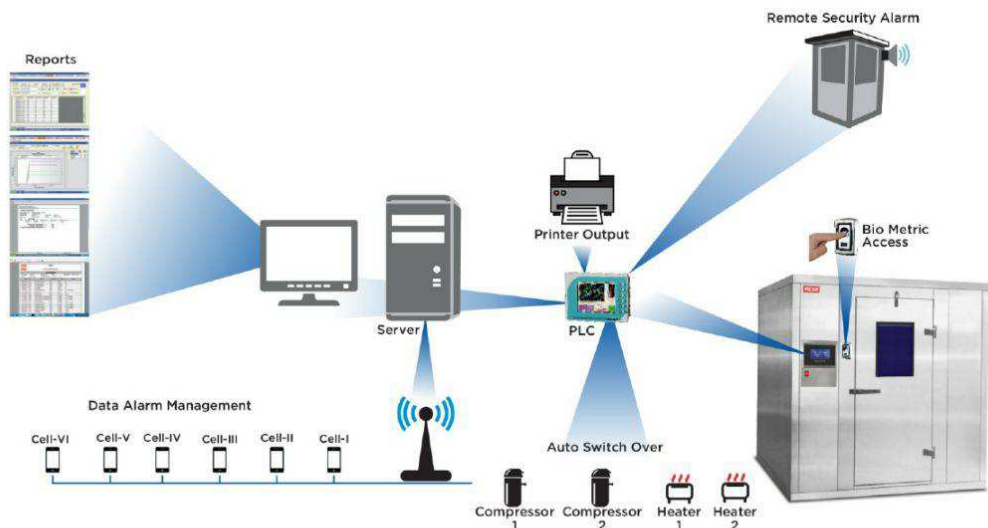 Remote Security Alarm
Reports
Printer Output
Bio Metric
Access
Server
PLC
Data Alarm Management
Cell-VI
Cell-V
Cell-IV
Cell-III
Cell-II
Cell-I
Auto Switch Over
Compressor
1
Compressor
2
Heater
1
Heater
2